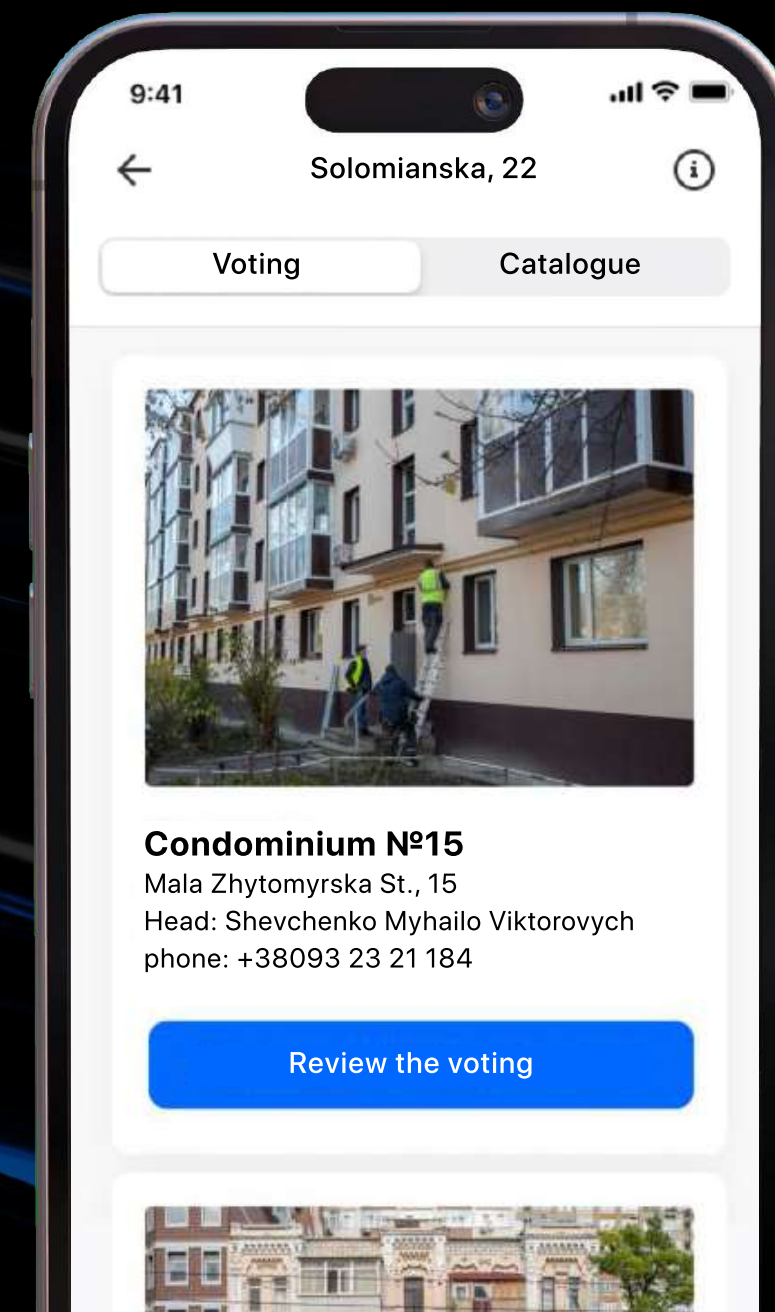 9:41
Solomianska, 22
Voting
Catalogue
Condominium №15
Mala Zhytomyrska St., 15
Head: Shevchenko Myhailo Viktorovych
phone: +38093 23 21 184
Review the voting